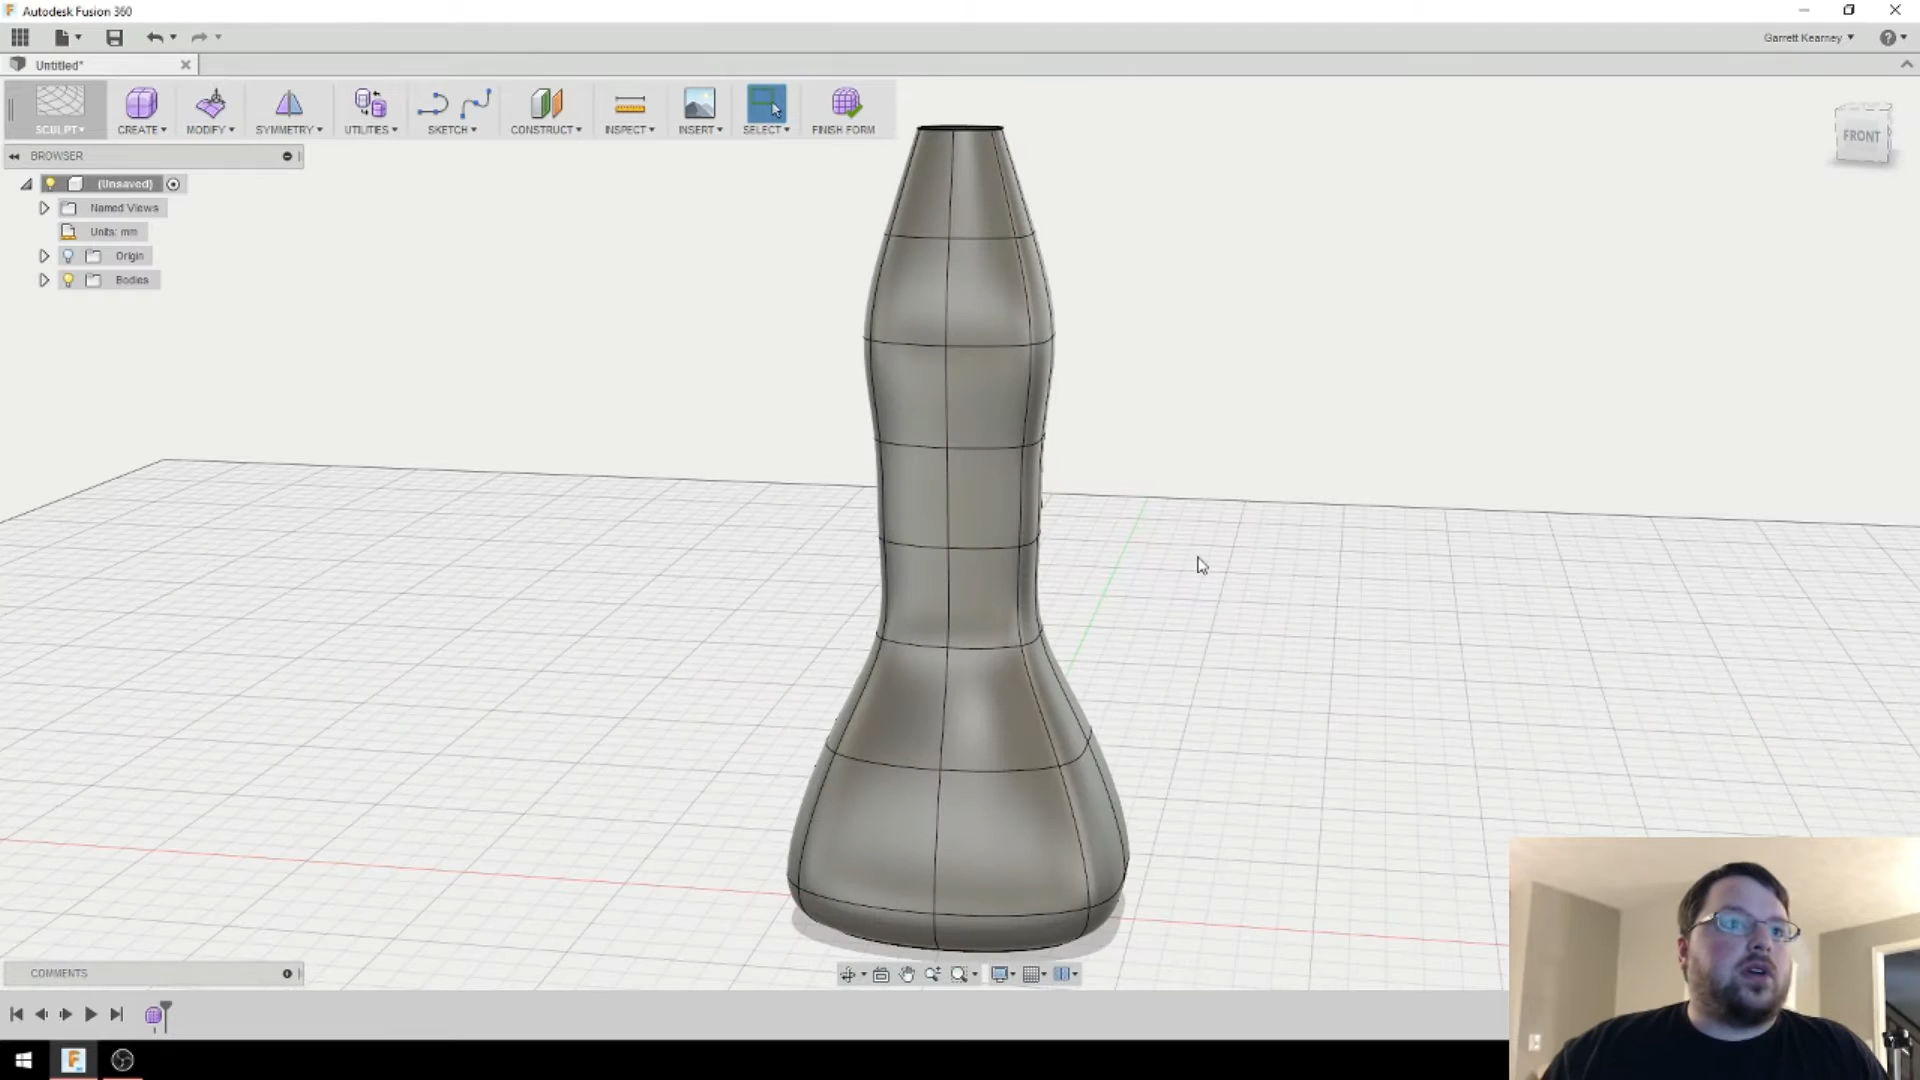 Autodesk Fusion 360
Garrett Kearney
Untitled*
SCULPT
CREATE
MODIFY
SYMMETRY
UTILITIES
SKETCH
CONSTRUCT
INSPECT
INSERT
SELECT
FINISH FORM
FRONT
BROWSER
(Unsaved)
Named Views
Units: mm
Origin
Bodies
COMMENTS